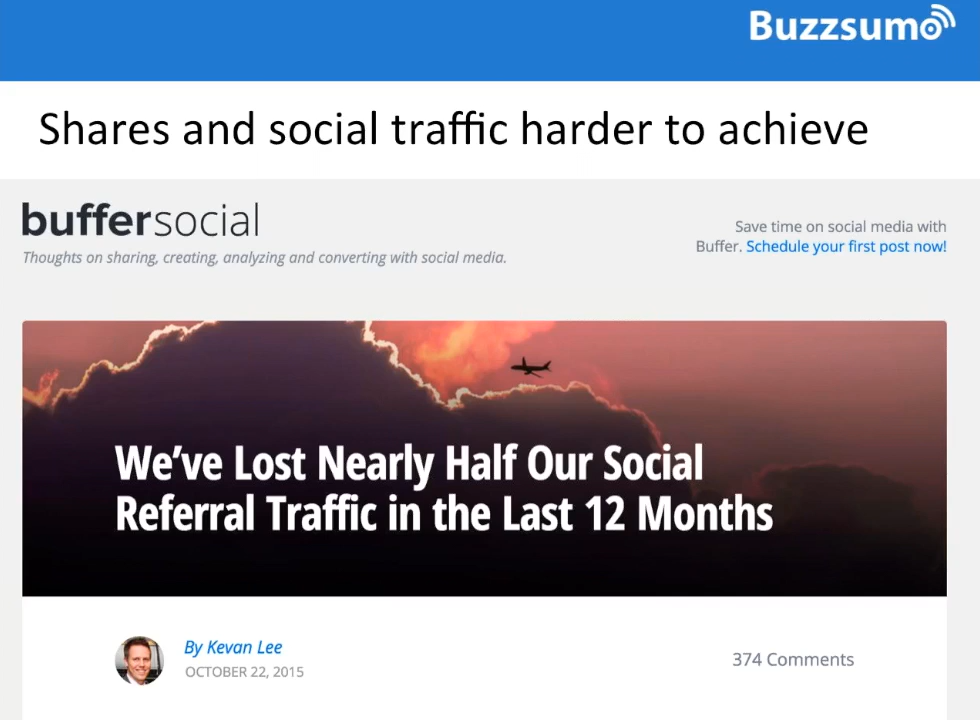 Buzzsumo
Shares and social traffic harder to achieve
buffersocial
Thoughts on sharing, creating, analyzing and converting with social media.
Save time on social media with
Buffer. Schedule your first post now!
We've Lost Nearly Half Our Social
Referral Traffic in the Last 12 Months
By Kevan Lee
OCTOBER 22, 2015
374 Comments